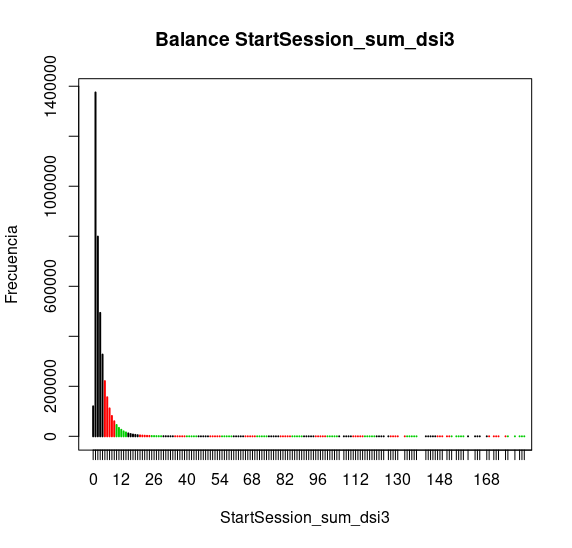 Balance StartSession_sum_dsi3
Frecuencia
1400000
1000000
600000
200000
0
0 12 26 40 54 68 82 96 112 130 148 168
StartSession_sum_dsi3